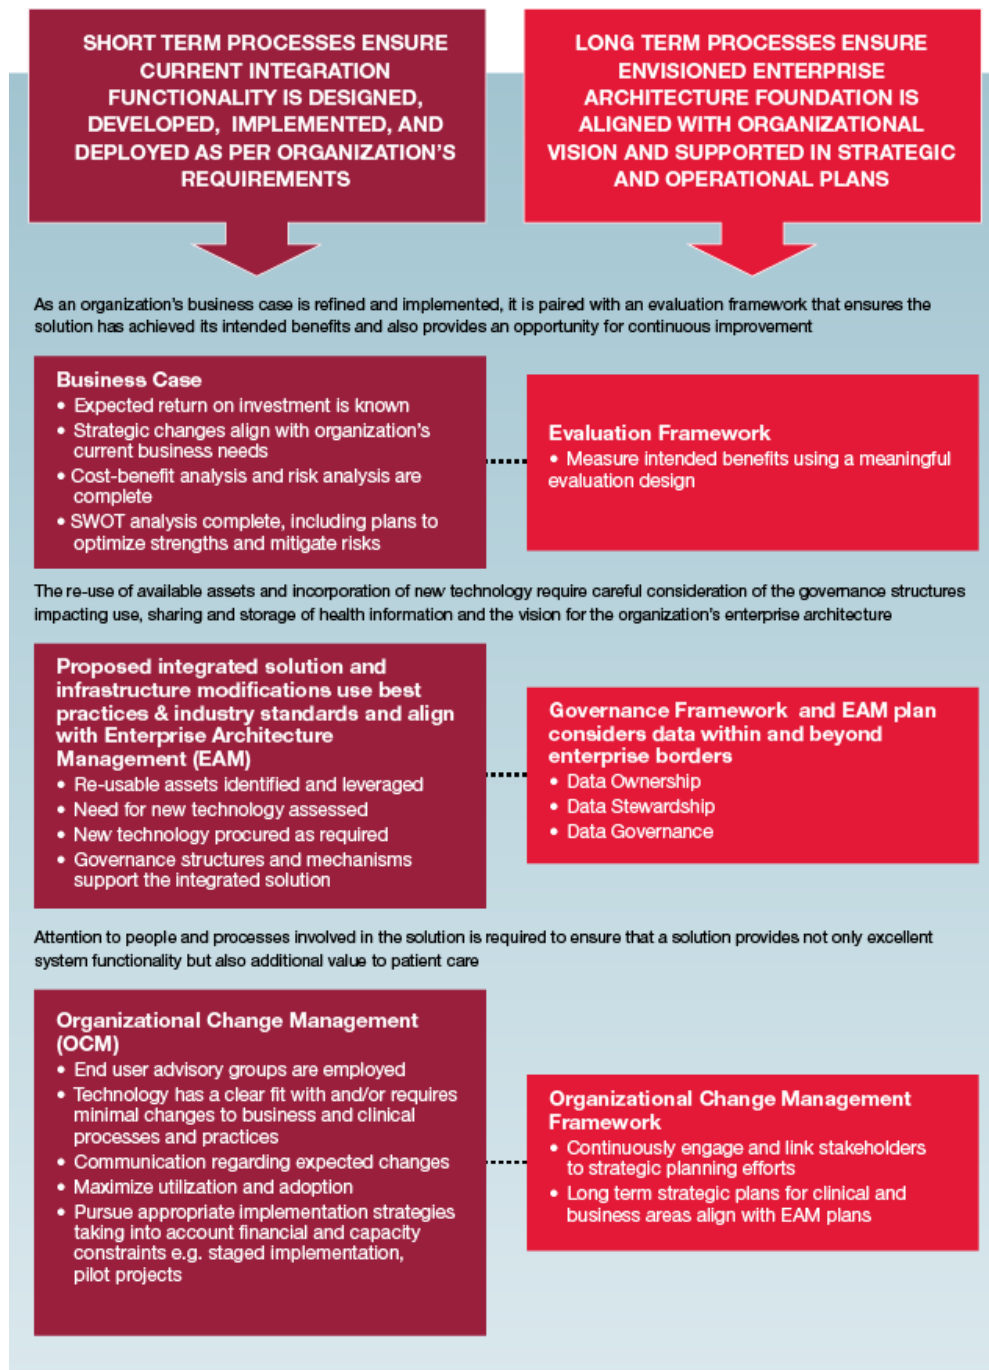 SHORT TERM PROCESSES ENSURE
CURRENT INTEGRATION
FUNCTIONALITY IS DESIGNED,
DEVELOPED, IMPLEMENTED, AND
DEPLOYED AS PER ORGANIZATION'S
REQUIREMENTS
LONG TERM PROCESSES ENSURE
ENVISIONED ENTERPRISE
ARCHITECTURE FOUNDATION IS
ALIGNED WITH ORGANIZATIONAL
VISION AND SUPPORTED IN STRATEGIC
AND OPERATIONAL PLANS
As an organization's business case is refined and implemented, it is paired with an evaluation framework that ensures the
solution has achieved its intended benefits and also provides an opportunity for continuous improvement
Business Case
• Expected return on investment is known
• Strategic changes align with organization's
current business needs
• Cost-benefit analysis and risk analysis are
complete
• SWOT analysis complete, including plans to
optimize strengths and mitigate risks
Evaluation Framework
• Measure intended benefits using a meaningful
evaluation design
The re-use of available assets and incorporation of new technology require careful consideration of the governance structures
impacting use, sharing and storage of health information and the vision for the organization's enterprise architecture
Proposed integrated solution and
infrastructure modifications use best
practices & industry standards and align
with Enterprise Architecture
Management (EAM)
• Re-usable assets identified and leveraged
• Need for new technology assessed
• New technology procured as required
• Governance structures and mechanisms
support the integrated solution
Governance Framework and EAM plan
considers data within and beyond
enterprise borders
• Data Ownership
• Data Stewardship
• Data Governance
Attention to people and processes involved in the solution is required to ensure that a solution provides not only excellent
system functionality but also additional value to patient care
Organizational Change Management
(OCM)
• End user advisory groups are employed
• Technology has a clear fit with and/or requires
minimal changes to business and clinical
processes and practices
• Communication regarding expected changes
• Maximize utilization and adoption
• Pursue appropriate implementation strategies
taking into account financial and capacity
constraints e.g. staged implementation,
pilot projects
Organizational Change Management
Framework
• Continuously engage and link stakeholders
to strategic planning efforts
• Long term strategic plans for clinical and
business areas align with EAM plans